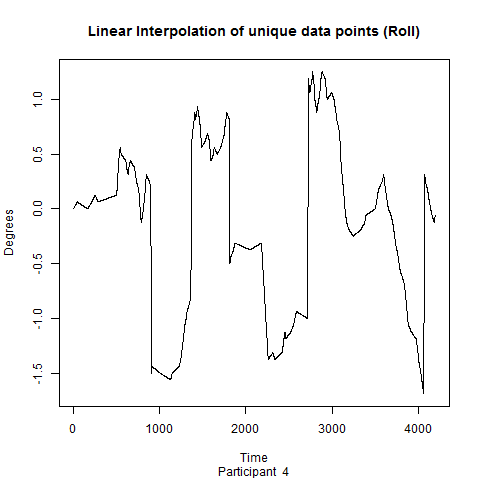 Linear Interpolation of unique data points (Roll)
Degrees
1.0
0.5
0.0
-0.5
-1.0
-1.5
0 1000 2000 3000 4000
Time
Participant 4